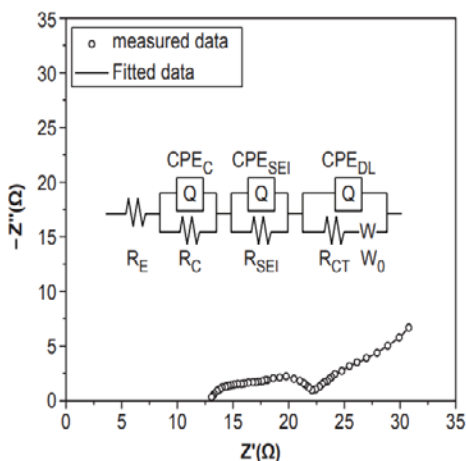 35
30
25
20
15
10
5
0
−Z″(Ω)
measured data
Fitted data
CPE_C CPE_SEI CPE_DL
Q Q Q
W
R_E R_C R_SEI R_CT W_0
0 5 10 15 20 25 30 35
Z′(Ω)